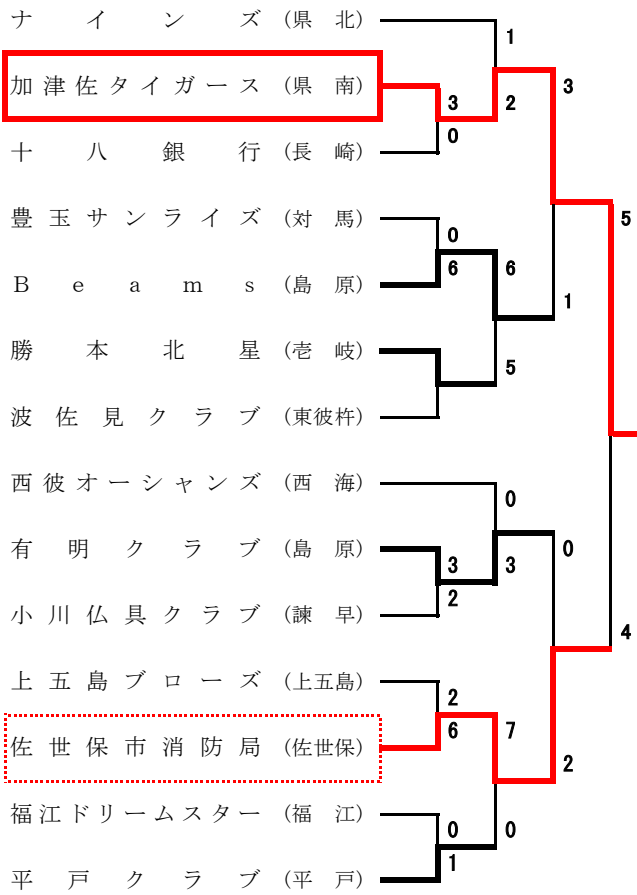 ナインズ（県北）
1
加津佐タイガース（県南）
3
2
3
0
十八銀行（長崎）
5
豊玉サンライズ（対馬）
0
6
6
Beams（島原）
1
勝本北星（壱岐）
5
波佐見クラブ（東彼杵）
西彼オーシャンズ（西海）
0
有明クラブ（島原）
3
3
0
2
小川仏具クラブ（諫早）
4
上五島ブローズ（上五島）
2
6
7
佐世保市消防局（佐世保）
2
福江ドリームスター（福江）
0
0
1
平戸クラブ（平戸）